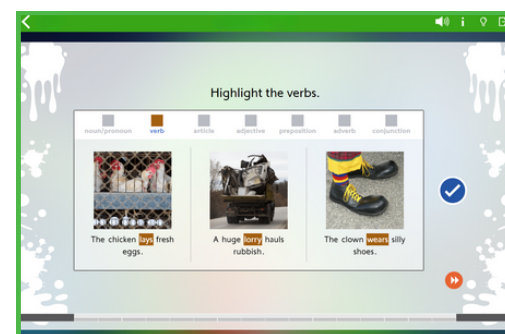 Highlight the verbs.
noun/pronoun verb article adjective preposition adverb conjunction
The chicken lays fresh
eggs.
A huge lorry hauls
rubbish.
The clown wears silly
shoes.